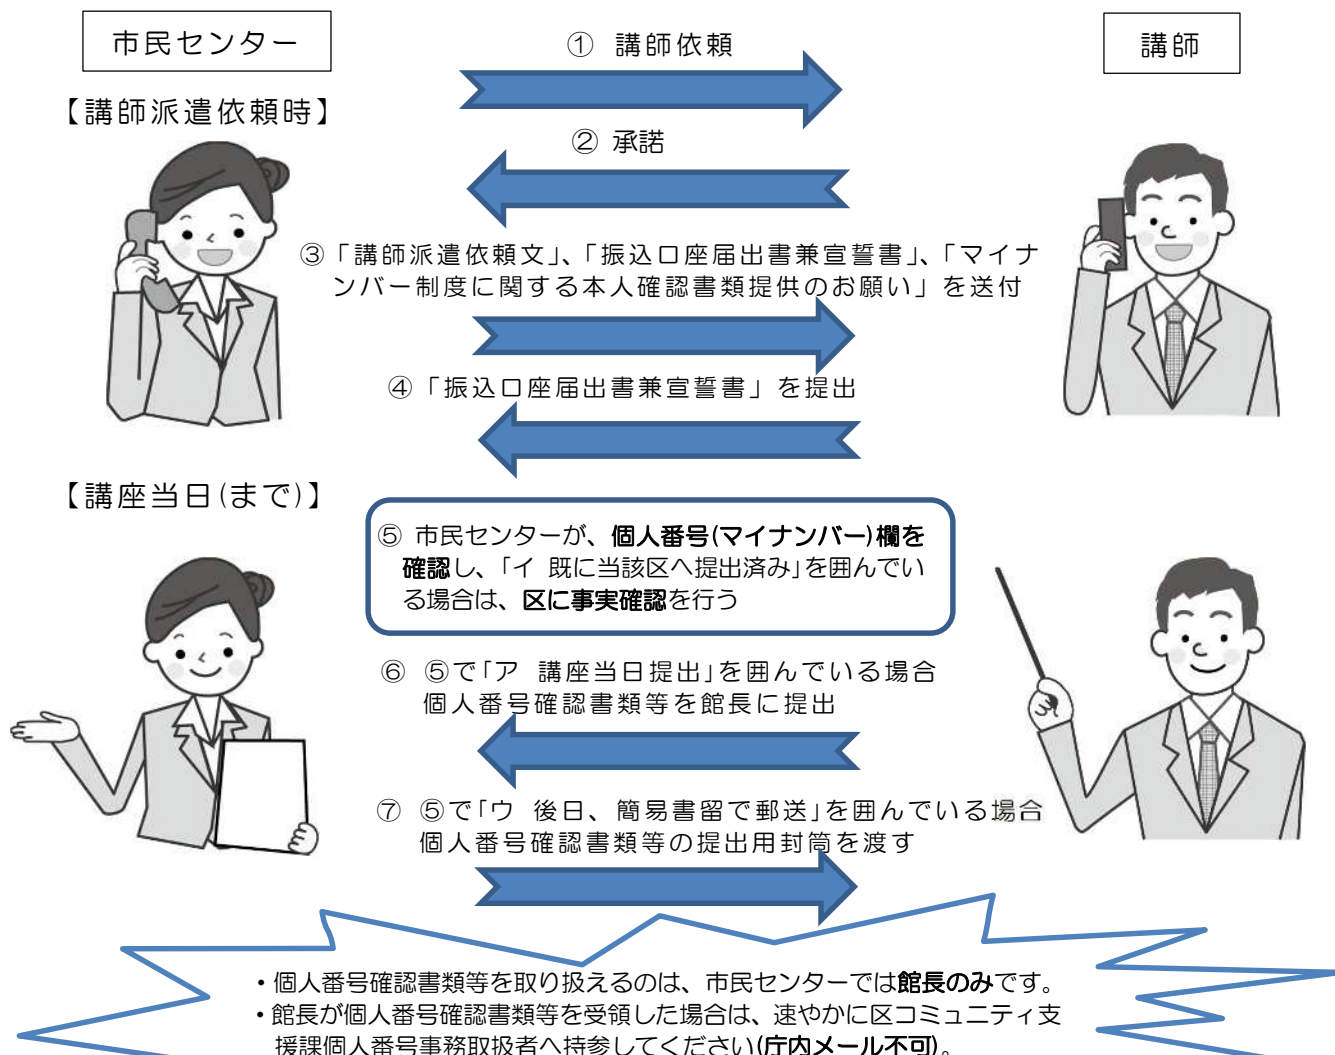 市民センター
① 講師依頼
講師
【講師派遣依頼時】
② 承諾
③「講師派遣依頼文」、「振込口座届出書兼宣誓書」、「マイナ
ンバー制度に関する本人確認書類提供のお願い」を送付
④「振込口座届出書兼宣誓書」を提出
【講座当日(まで)】
⑤ 市民センターが、個人番号(マイナンバー)欄を
確認し、「イ 既に当該区へ提出済み」を囲んでい
る場合は、区に事実確認を行う
⑥ ⑤で「ア 講座当日提出」を囲んでいる場合
個人番号確認書類等を館長に提出
⑦ ⑤で「ウ 後日、簡易書留で郵送」を囲んでいる場合
個人番号確認書類等の提出用封筒を渡す
・個人番号確認書類等を取り扱えるのは、市民センターでは館長のみです。
・館長が個人番号確認書類等を受領した場合は、速やかに区コミュニティ支
援課個人番号事務取扱者へ持参してください(庁内メール不可)。